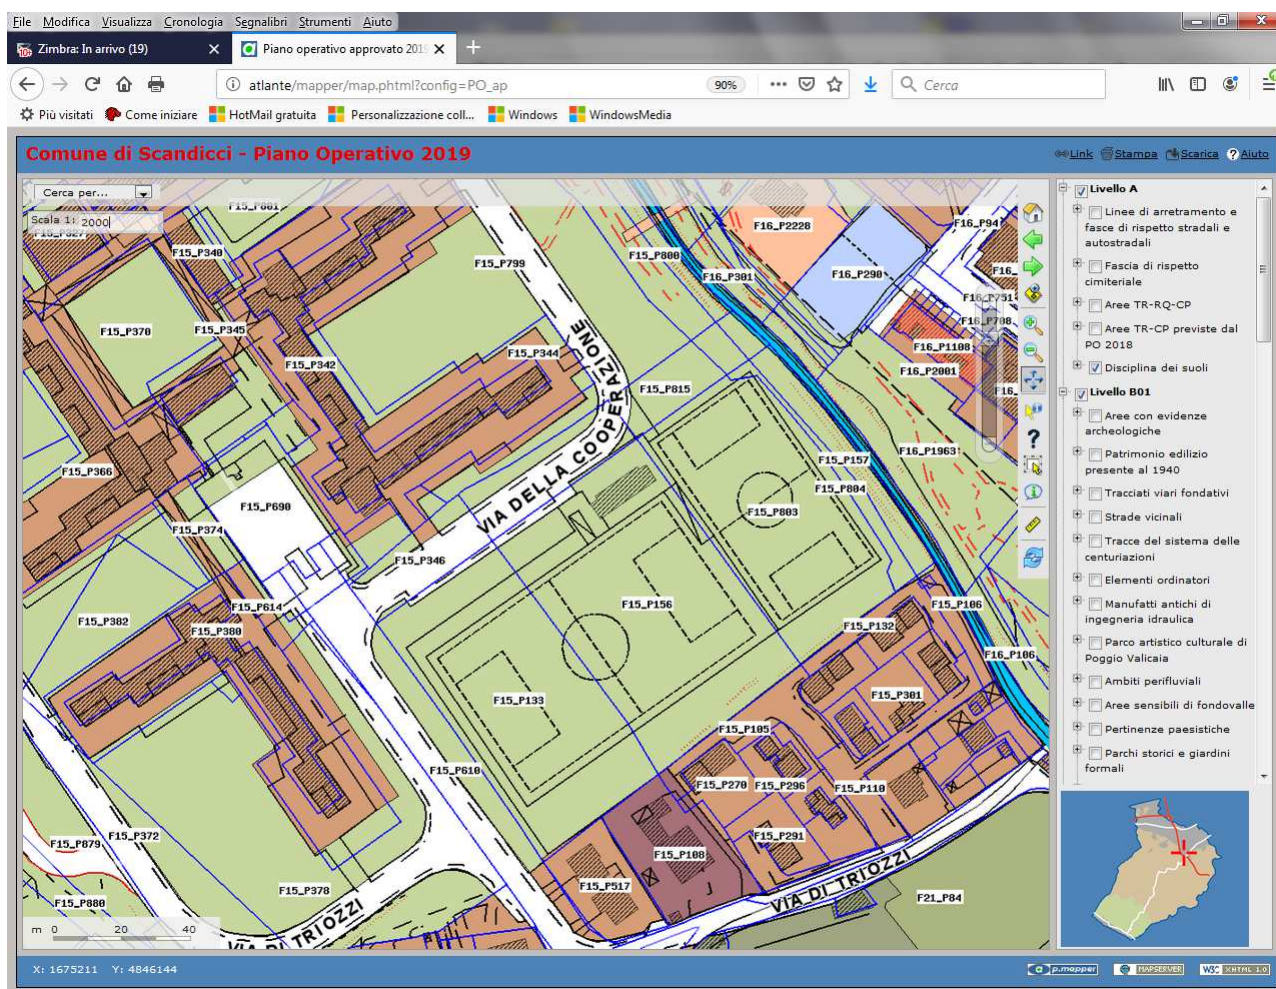 File Modifica Visualizza Cronologia Segnalibri Strumenti Aiuto
Zimbra: In arrivo (19)
Piano operativo approvato 201
atlante/mapper/map.phtml?config=PO_ap
90%
Cerca
Più visitati Come iniziare HotMail gratuita Personalizzazione coll... Windows WindowsMedia
Comune di Scandicci - Piano Operativo 2019
Link Stampa Scarica ? Aiuto
Cerca per...
Scala 1: 2000
Livello A
Linee di arretramento e
fasce di rispetto stradali e
autostradali
Fascia di rispetto
cimiteriale
Aree TR-RQ-CP
Aree TR-CP previste dal
PO 2018
Disciplina dei suoli
Livello B01
Aree con evidenze
archeologiche
Patrimonio edilizio
presente al 1940
Tracciati viari fondativi
Strade vicinali
Tracce del sistema delle
centuriazioni
Elementi ordinatori
Manufatti antichi di
ingegneria idraulica
Parco artistico culturale di
Poggio Valicaia
Ambiti perifluviali
Aree sensibili di fondovalle
Pertinenze paesistiche
Parchi storici e giardini
formali
F16_P2228
F16_P94
F15_P340
F15_P799
F15_P800
F16_P301
F16_P290
F15_P370
F15_P345
F15_P342
F15_P344
F16_P708
F16_P1108
F16_P2001
F15_P815
F15_P366
F16_P1963
F15_P157
F15_P804
F15_P690
F15_P803
F15_P374
VIA DELLA COOPERAZIONE
F15_P346
F15_P614
F15_P156
F15_P106
F15_P382
F15_P380
F15_P132
F16_P106
F15_P133
F15_P301
F15_P105
F15_P610
F15_P270
F15_P296
F15_P110
F15_P879
F15_P372
F15_P291
F15_P108
F15_P517
F15_P378
F15_P880
VIA DI TRIOZZI
F21_P84
VIA DI TRIOZZI
m 0 20 40
X: 1675211 Y: 4846144
p.mapper MAPSERVER W3C XHTML 1.0